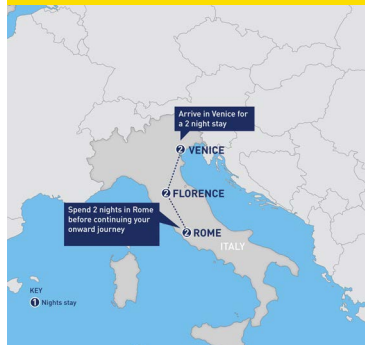 Arrive in Venice for
a 2 night stay
2 VENICE
2 FLORENCE
Spend 2 nights in Rome
before continuing your
onward journey
2 ROME
ITALY
KEY
1 Nights stay